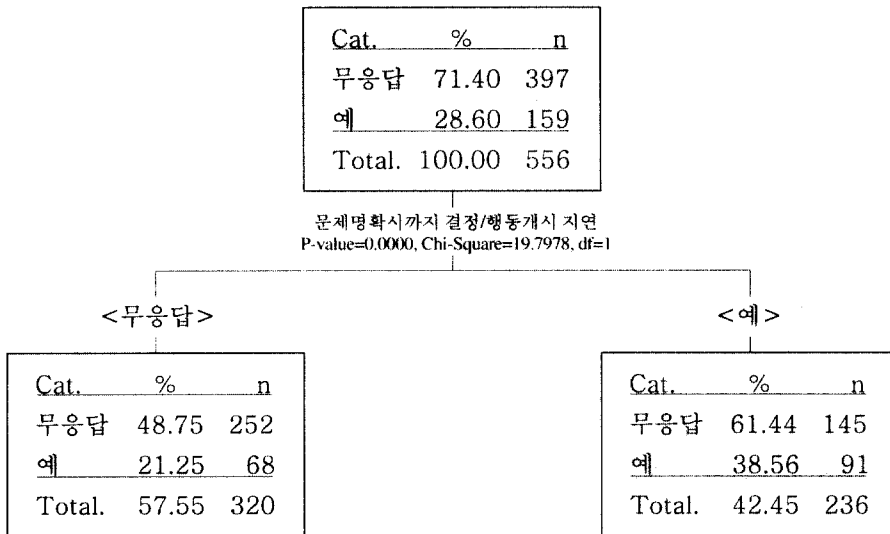 Cat. % n
무응답 71.40 397
예 28.60 159
Total. 100.00 556
문제명확시까지 결정/행동개시 지연
P-value=0.0000, Chi-Square=19.7978, df=1
<무응답>
<예>
Cat. % n
무응답 48.75 252
예 21.25 68
Total. 57.55 320
Cat. % n
무응답 61.44 145
예 38.56 91
Total. 42.45 236